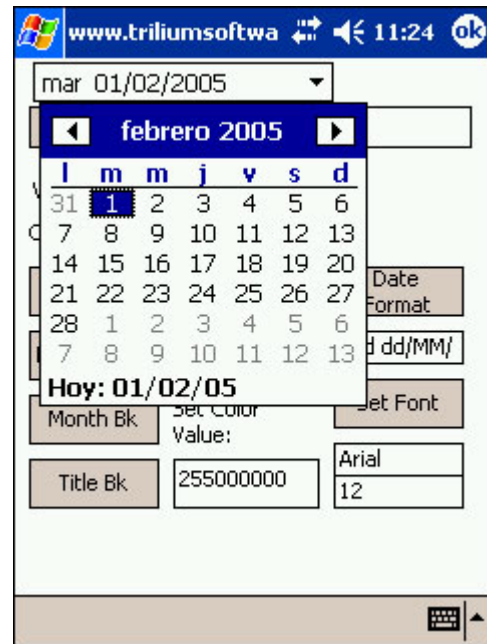 www.triliumsoftwa 11:24 ok
mar 01/02/2005
febrero 2005
l m m j v s d
31 1 2 3 4 5 6
7 8 9 10 11 12 13
14 15 16 17 18 19 20
21 22 23 24 25 26 27
28 1 2 3 4 5 6
7 8 9 10 11 12 13
Hoy: 01/02/05
Date
Format
dd/MM/
Set Font
Month Bk
Set Color
Value:
Arial
12
Title Bk
255000000